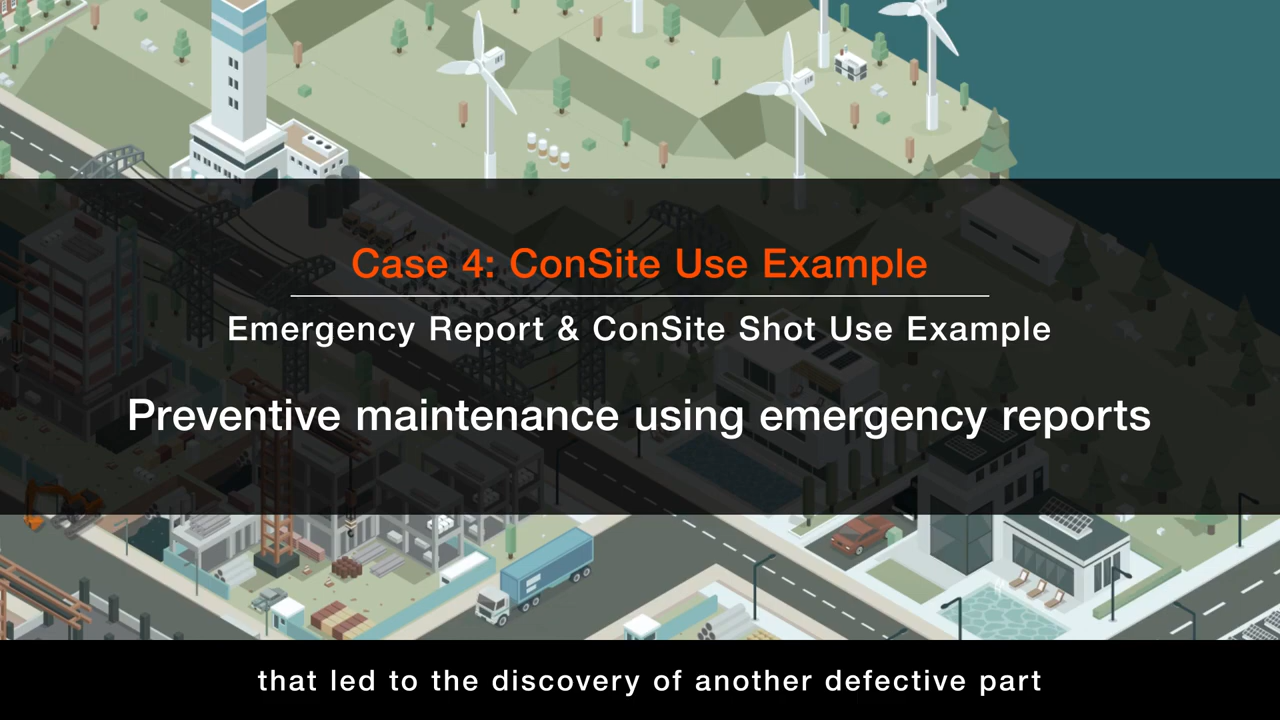 Case 4: ConSite Use Example
Emergency Report & ConSite Shot Use Example
Preventive maintenance using emergency reports
that led to the discovery of another defective part